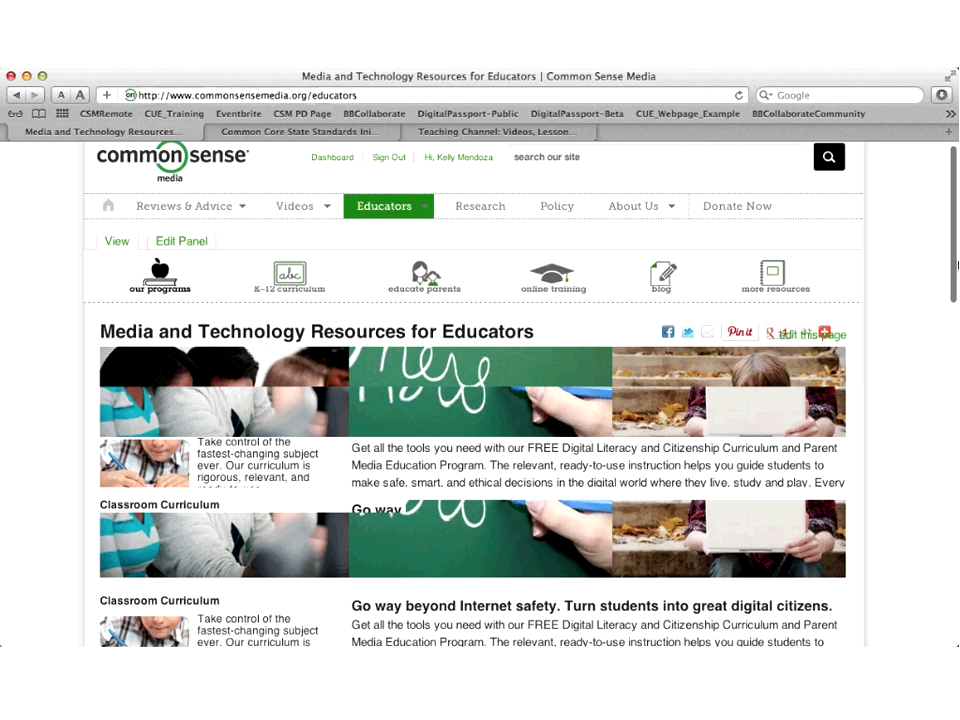 Media and Technology Resources for Educators | Common Sense Media
A A + http://www.commonsensemedia.org/educators Google
CSMRemote CUE_Training Eventbrite CSM PD Page BBCollaborate DigitalPassport-Public DigitalPassport-Beta CUE_Webpage_Example BBCollaborateCommunity
Media and Technology Resources... Common Core State Standards Ini... Teaching Channel: Videos, Lesson...
common sense
media
Dashboard Sign Out Hi, Kelly Mendoza search our site
Reviews & Advice Videos Educators Research Policy About Us Donate Now
View Edit Panel
abc
our programs K-12 curriculum educate parents online training blog more resources
Media and Technology Resources for Educators
Pin it edit this page
Take control of the
fastest-changing subject
ever. Our curriculum is
rigorous, relevant, and
Get all the tools you need with our FREE Digital Literacy and Citizenship Curriculum and Parent
Media Education Program. The relevant, ready-to-use instruction helps you guide students to
make safe, smart, and ethical decisions in the digital world where they live, study and play. Every
Classroom Curriculum
Go way
Classroom Curriculum
Take control of the
fastest-changing subject
ever. Our curriculum is
Go way beyond Internet safety. Turn students into great digital citizens.
Get all the tools you need with our FREE Digital Literacy and Citizenship Curriculum and Parent
Media Education Program. The relevant, ready-to-use instruction helps you guide students to